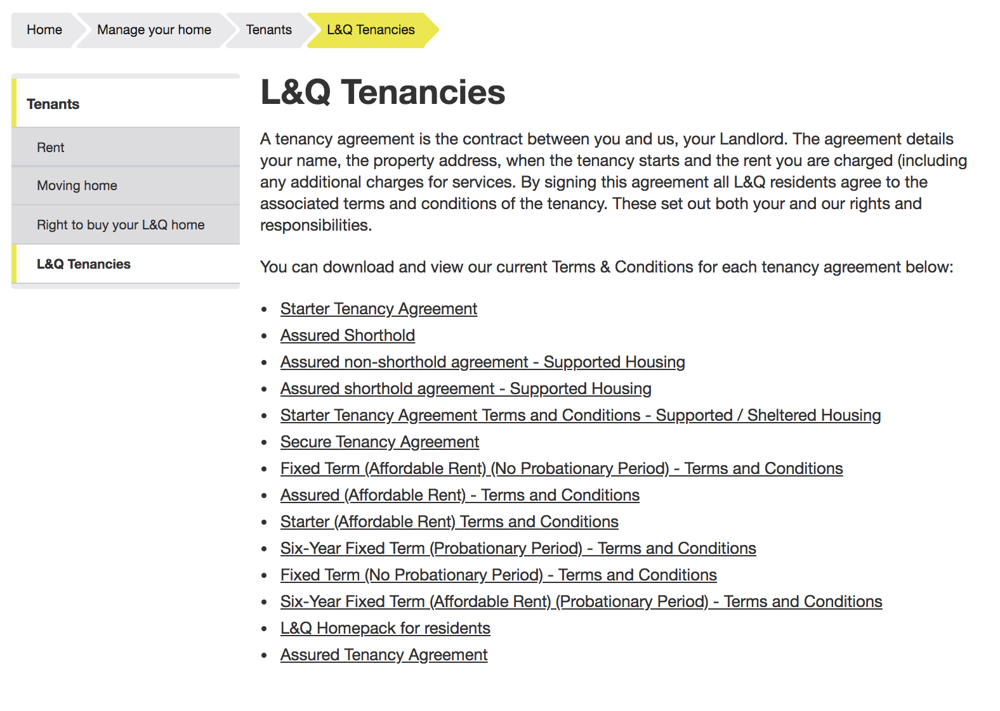 Home
Manage your home
Tenants
L&Q Tenancies
Tenants
Rent
Moving home
Right to buy your L&Q home
L&Q Tenancies
L&Q Tenancies
A tenancy agreement is the contract between you and us, your Landlord. The agreement details
your name, the property address, when the tenancy starts and the rent you are charged (including
any additional charges for services. By signing this agreement all L&Q residents agree to the
associated terms and conditions of the tenancy. These set out both your and our rights and
responsibilities.
You can download and view our current Terms & Conditions for each tenancy agreement below:
• Starter Tenancy Agreement
• Assured Shorthold
• Assured non-shorthold agreement - Supported Housing
• Assured shorthold agreement - Supported Housing
• Starter Tenancy Agreement Terms and Conditions - Supported / Sheltered Housing
• Secure Tenancy Agreement
• Fixed Term (Affordable Rent) (No Probationary Period) - Terms and Conditions
• Assured (Affordable Rent) - Terms and Conditions
• Starter (Affordable Rent) Terms and Conditions
• Six-Year Fixed Term (Probationary Period) - Terms and Conditions
• Fixed Term (No Probationary Period) - Terms and Conditions
• Six-Year Fixed Term (Affordable Rent) (Probationary Period) - Terms and Conditions
• L&Q Homepack for residents
• Assured Tenancy Agreement